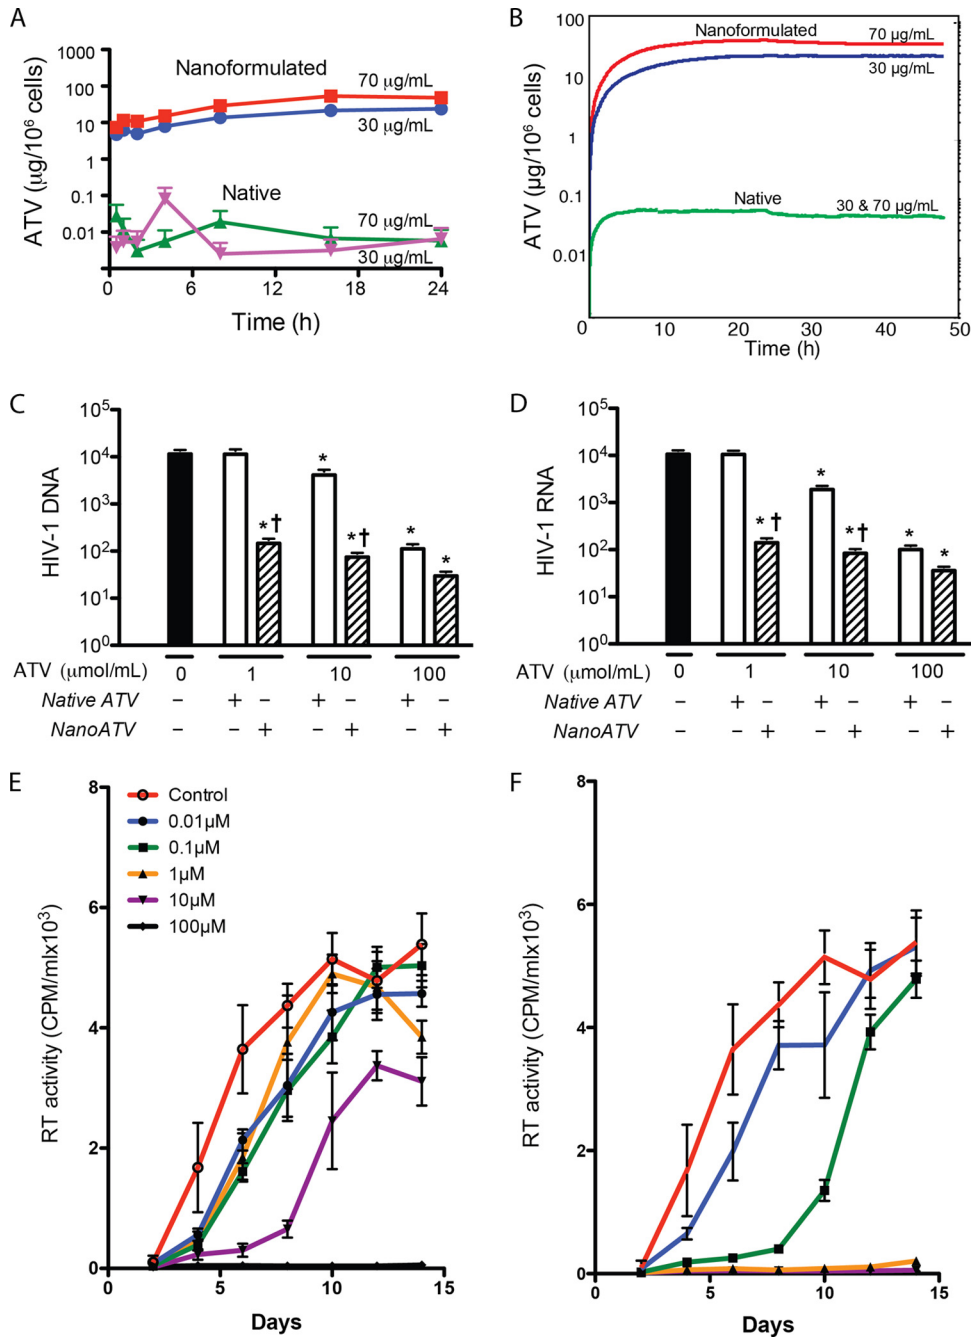 A
ATV (μg/10⁶ cells)
1000
100
10
1
0.1
0.01
Nanoformulated
70 μg/mL
30 μg/mL
Native
70 μg/mL
30 μg/mL
0 6 12 18 24
Time (h)
B
ATV (μg/10⁶ cells)
100
10
1
0.1
0.01
Nanoformulated
70 μg/mL
30 μg/mL
Native
30 & 70 μg/mL
0 10 20 30 40 50
Time (h)
C
HIV-1 DNA
10⁵
10⁴
10³
10²
10¹
10⁰
* † * * † * *
ATV (μmol/mL) 0 1 10 100
Native ATV – + – + – + –
NanoATV – – + – + – +
D
HIV-1 RNA
10⁵
10⁴
10³
10²
10¹
10⁰
* † * * † * *
ATV (μmol/mL) 0 1 10 100
Native ATV – + – + – + –
NanoATV – – + – + – +
E
RT activity (CPM/mlx10³)
8
6
4
2
0
Control
0.01μM
0.1μM
1μM
10μM
100μM
0 5 10 15
Days
F
RT activity (CPM/mlx10³)
8
6
4
2
0
0 5 10 15
Days